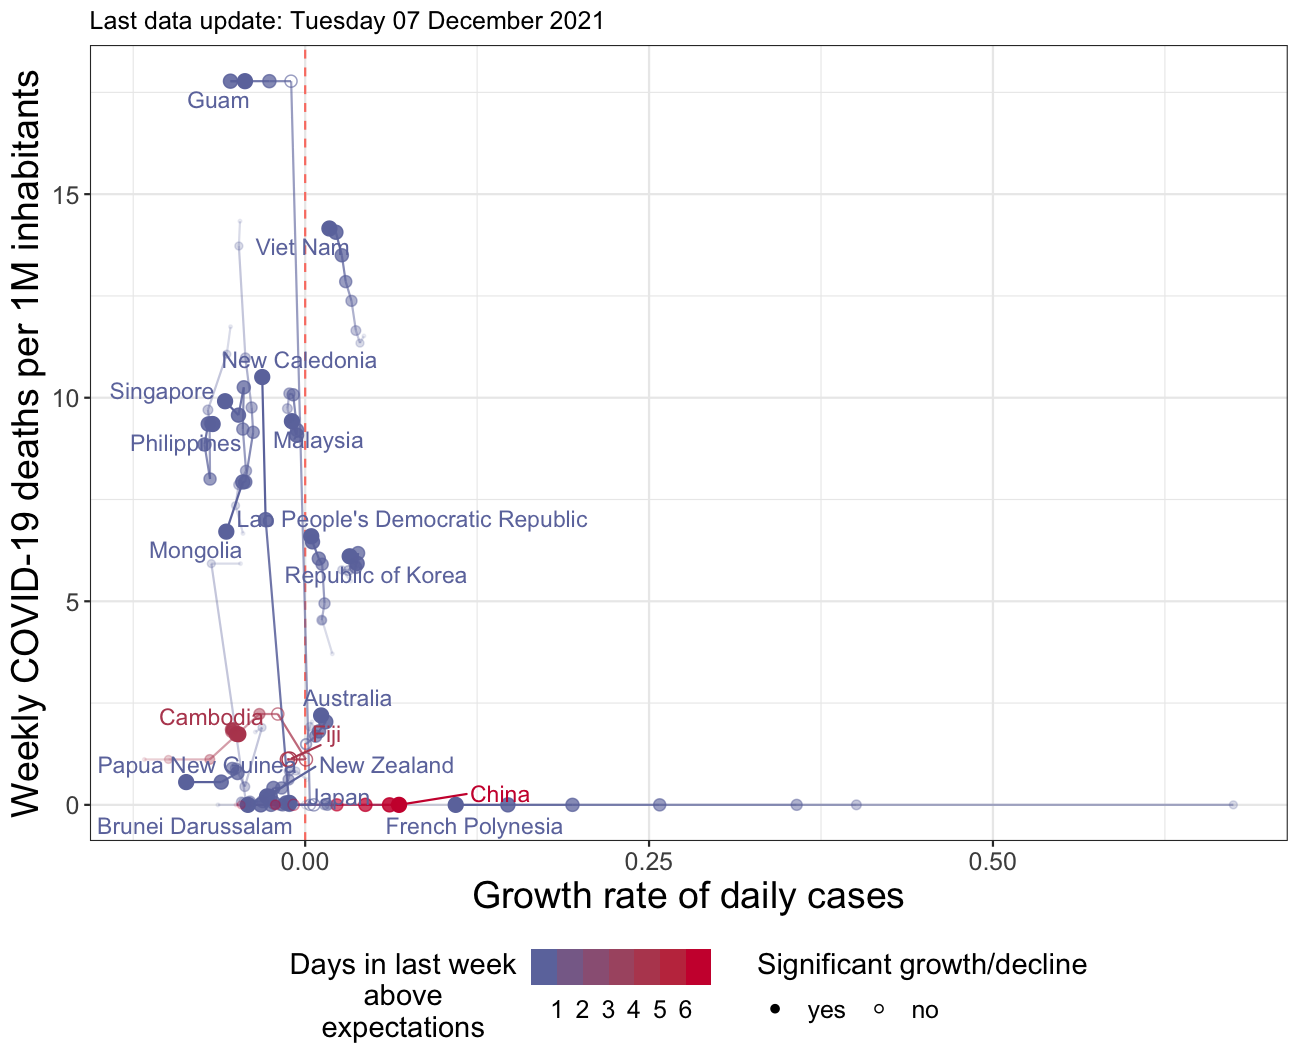 Last data update: Tuesday 07 December 2021
Weekly COVID-19 deaths per 1M inhabitants
15
10
5
0
Guam
Viet Nam
New Caledonia
Singapore
Philippines
Malaysia
Lao People's Democratic Republic
Mongolia
Republic of Korea
Australia
Cambodia
Fiji
Papua New Guinea
New Zealand
Japan
China
Brunei Darussalam
French Polynesia
0.00
0.25
0.50
Growth rate of daily cases
Days in last week
above
expectations
1 2 3 4 5 6
Significant growth/decline
yes
no